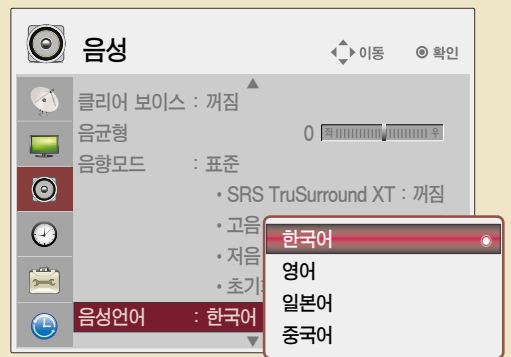 음성 이동 확인
클리어 보이스 : 꺼짐
음균형 0 좌 우
음향모드 : 표준
• SRS TruSurround XT : 꺼짐
• 고음
• 저음
• 초기
음성언어 : 한국어
한국어
영어
일본어
중국어